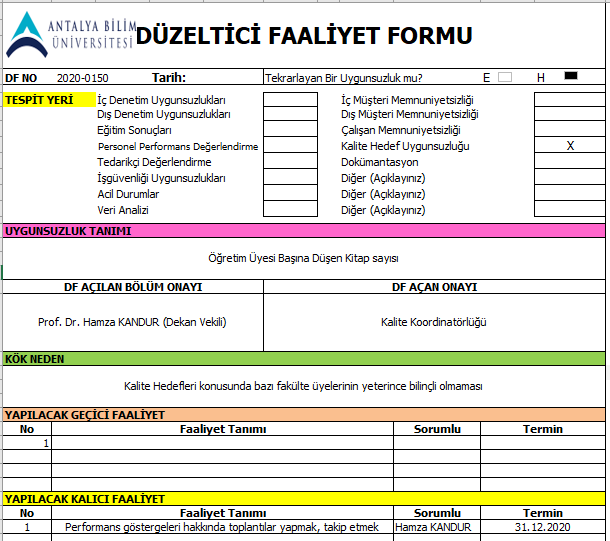 ANTALYA BİLİM
ÜNİVERSİTESİ
DÜZELTİCİ FAALİYET FORMU
DF NO 2020-0150 Tarih: Tekrarlayan Bir Uygunsuzluk mu? E H
TESPİT YERİ İç Denetim Uygunsuzlukları İç Müşteri Memnuniyetsizliği
Dış Denetim Uygunsuzlukları Dış Müşteri Memnuniyetsizliği
Eğitim Sonuçları Çalışan Memnuniyetsizliği
Personel Performans Değerlendirme Kalite Hedef Uygunsuzluğu X
Tedarikçi Değerlendirme Dokümantasyon
İşgüvenliği Uygunsuzlukları Diğer (Açıklayınız)
Acil Durumlar Diğer (Açıklayınız)
Veri Analizi Diğer (Açıklayınız)
UYGUNSUZLUK TANIMI
Öğretim Üyesi Başına Düşen Kitap sayısı
DF AÇILAN BÖLÜM ONAYI DF AÇAN ONAYI
Prof. Dr. Hamza KANDUR (Dekan Vekili) Kalite Koordinatörlüğü
KÖK NEDEN
Kalite Hedefleri konusunda bazı fakülte üyelerinin yeterince bilinçli olmaması
YAPILACAK GEÇİCİ FAALİYET
No Faaliyet Tanımı Sorumlu Termin
1
YAPILACAK KALICI FAALİYET
No Faaliyet Tanımı Sorumlu Termin
1 Performans göstergeleri hakkında toplantılar yapmak, takip etmek Hamza KANDUR 31.12.2020